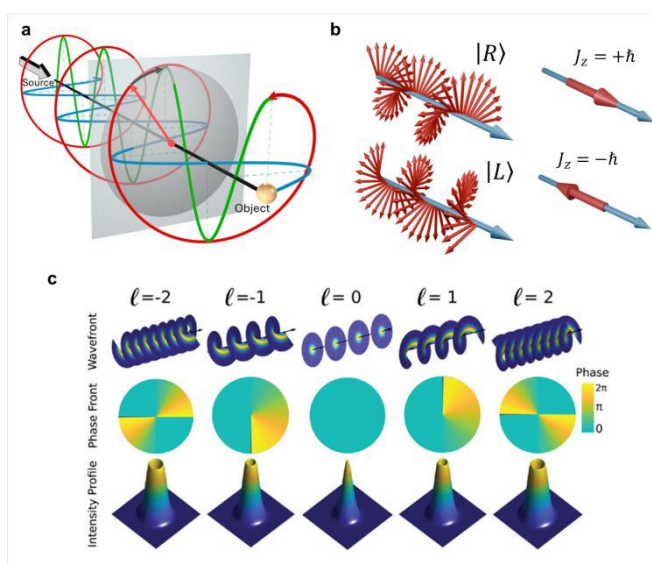 a
Source
Object
b
|R⟩
J_z = +ħ
|L⟩
J_z = −ħ
c
ℓ=-2 ℓ=-1 ℓ= 0 ℓ= 1 ℓ= 2
Wavefront
Phase Front
Phase
2π
π
0
Intensity Profile